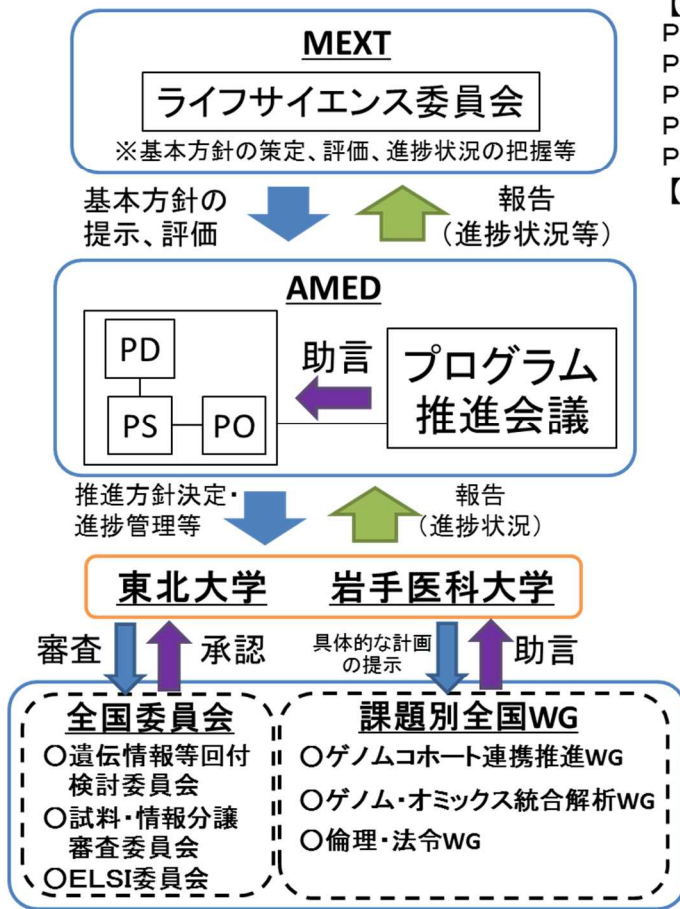 【
P
P
P
P
P
【
MEXT
ライフサイエンス委員会
※基本方針の策定、評価、進捗状況の把握等
基本方針の
提示、評価
報告
（進捗状況等）
AMED
PD
PS
PO
助言
プログラム
推進会議
推進方針決定・
進捗管理等
報告
（進捗状況）
東北大学
岩手医科大学
審査
承認
具体的な計画
の提示
助言
全国委員会
○遺伝情報等回付
検討委員会
○試料・情報分譲
審査委員会
○ELSI委員会
課題別全国WG
○ゲノムコホート連携推進WG
○ゲノム・オミックス統合解析WG
○倫理・法令WG